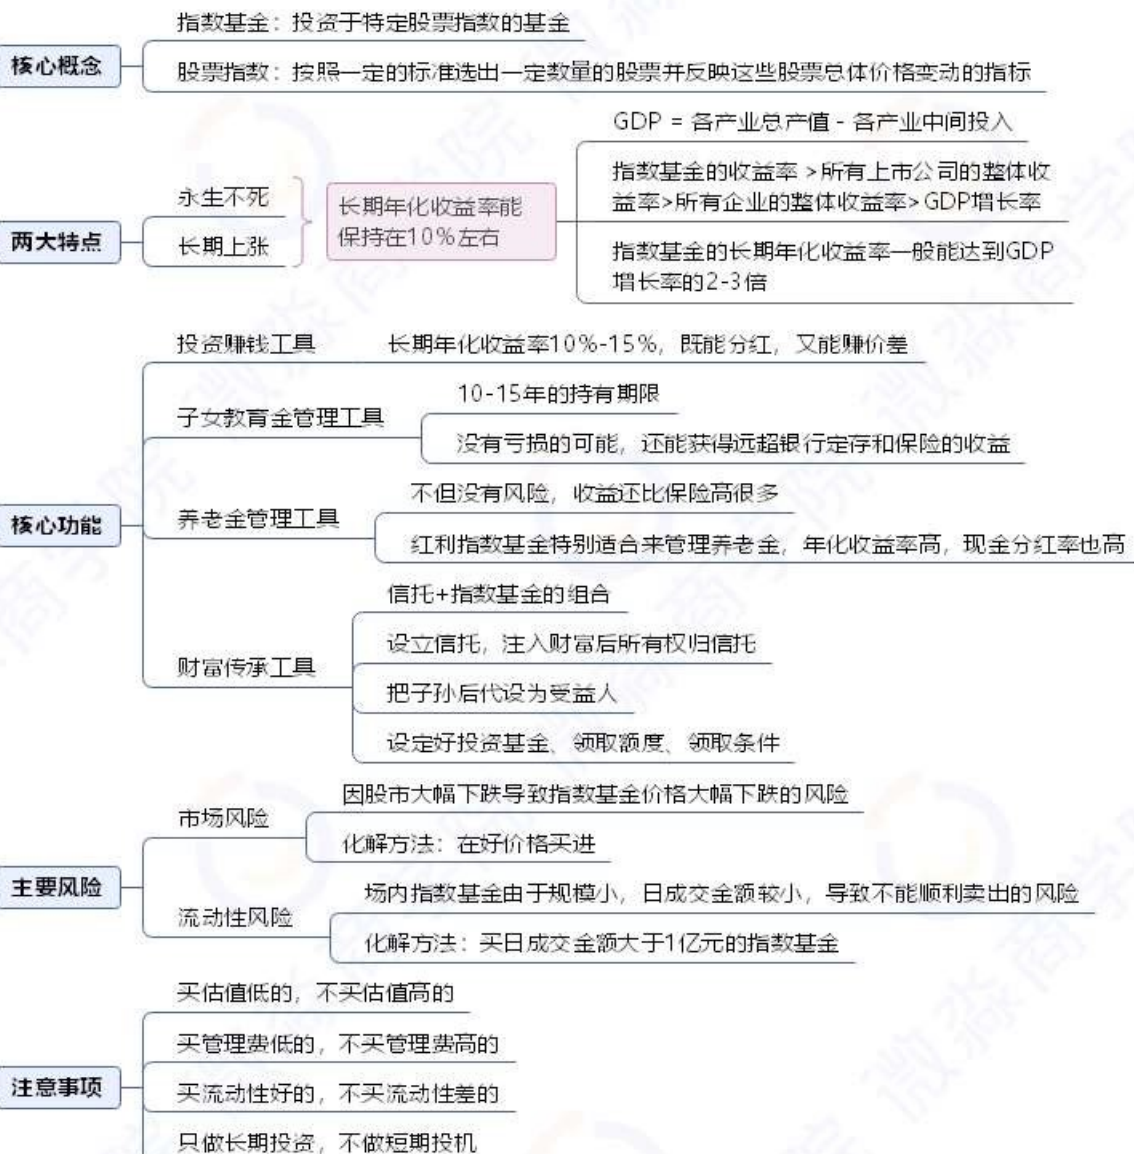 指数基金：投资于特定股票指数的基金
核心概念
股票指数：按照一定的标准选出一定数量的股票并反映这些股票总体价格变动的指标
GDP = 各产业总产值 - 各产业中间投入
永生不死
长期上涨
两大特点
长期年化收益率能
保持在10%左右
指数基金的收益率 >所有上市公司的整体收
益率>所有企业的整体收益率>GDP增长率
指数基金的长期年化收益率一般能达到GDP
增长率的2-3倍
核心功能
投资赚钱工具
长期年化收益率10%-15%，既能分红，又能赚价差
子女教育金管理工具
10-15年的持有期限
没有亏损的可能，还能获得远超银行定存和保险的收益
养老金管理工具
不但没有风险，收益还比保险高很多
红利指数基金特别适合来管理养老金，年化收益率高，现金分红率也高
财富传承工具
信托+指数基金的组合
设立信托，注入财富后所有权归信托
把子孙后代设为受益人
设定好投资基金、领取额度、领取条件
主要风险
市场风险
因股市大幅下跌导致指数基金价格大幅下跌的风险
化解方法：在好价格买进
流动性风险
场内指数基金由于规模小，日成交金额较小，导致不能顺利卖出的风险
化解方法：买日成交金额大于1亿元的指数基金
注意事项
买估值低的，不买估值高的
买管理费低的，不买管理费高的
买流动性好的，不买流动性差的
只做长期投资，不做短期投机
微淼商学院